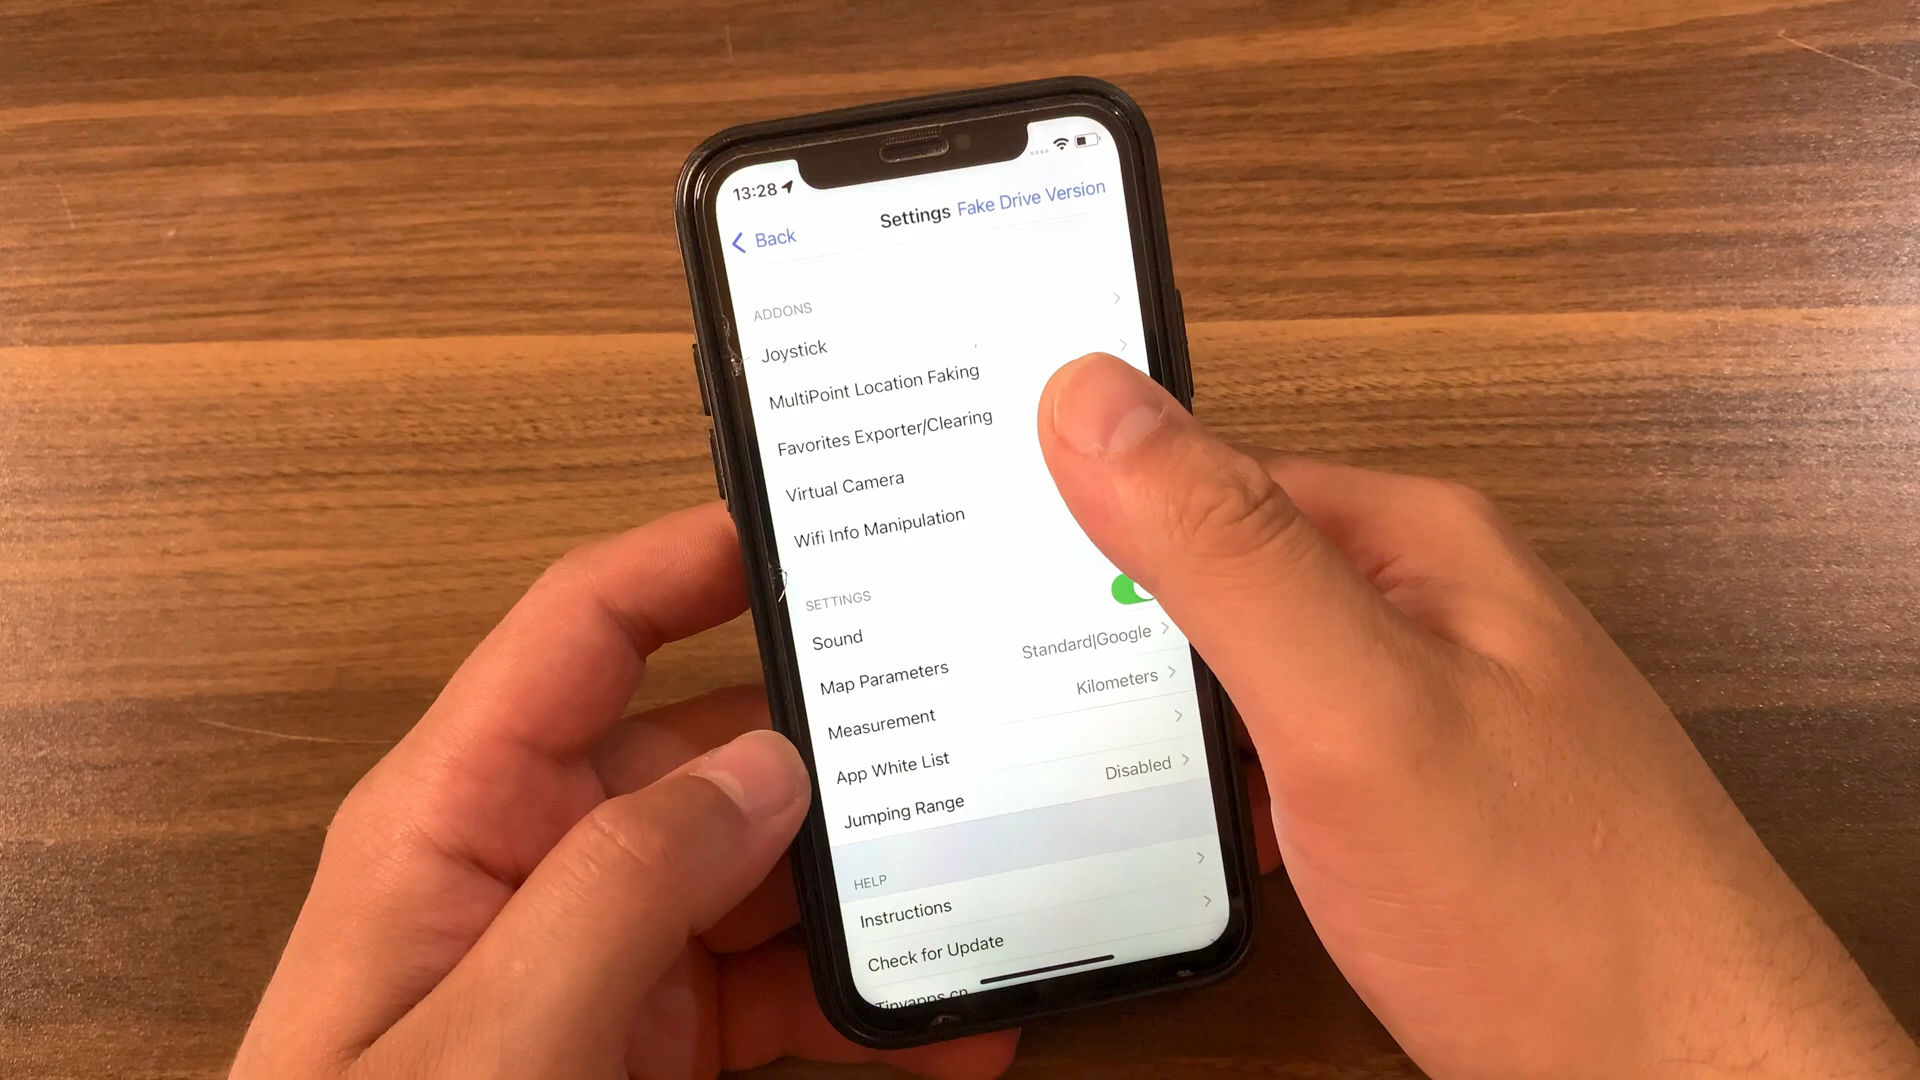 13:28
Back
Settings
Fake Drive Version
ADDONS
Joystick
MultiPoint Location Faking
Favorites Exporter/Clearing
Virtual Camera
Wifi Info Manipulation
SETTINGS
Sound
Map Parameters Standard|Google
Measurement Kilometers
App White List
Jumping Range Disabled
HELP
Instructions
Check for Update
Tinyapps.cn